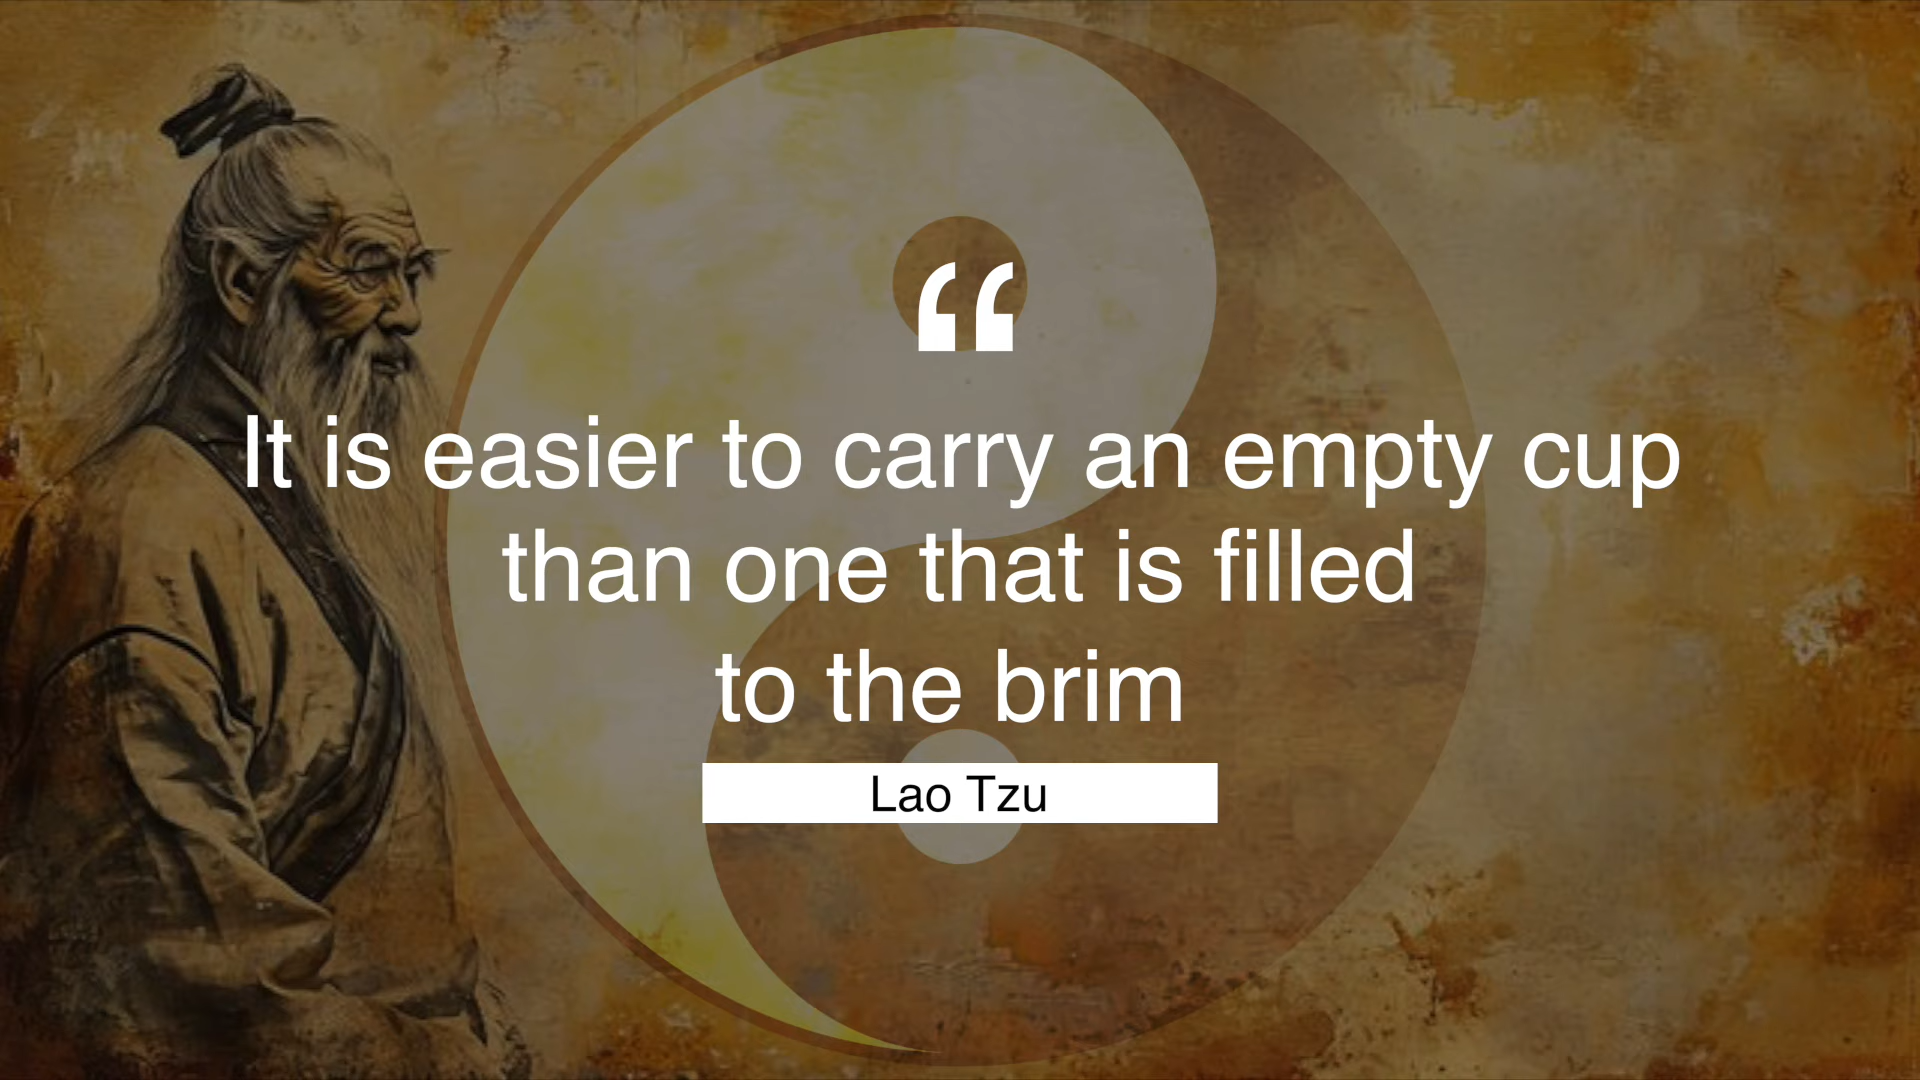 “
It is easier to carry an empty cup
than one that is filled
to the brim
Lao Tzu